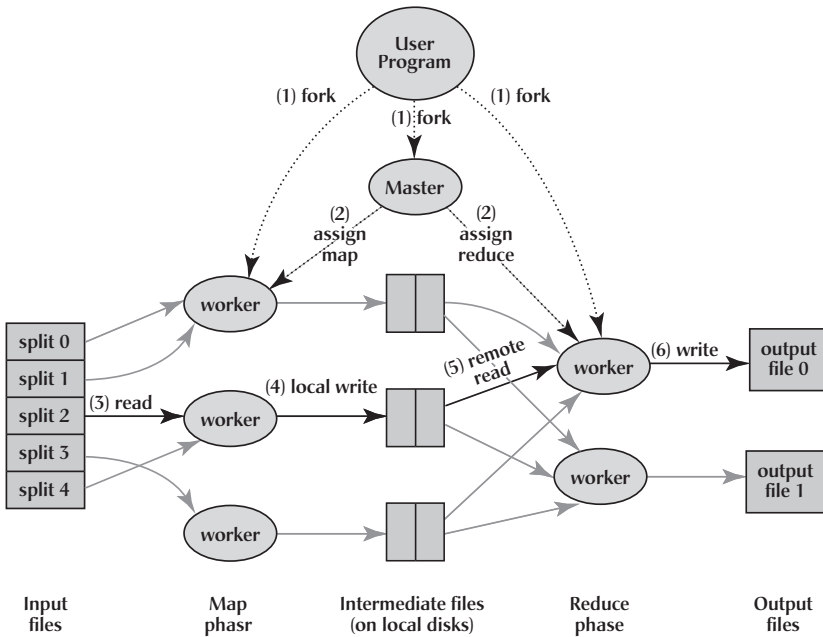 User
Program
(1) fork
(1) fork
(1) fork
Master
(2)
assign
map
(2)
assign
reduce
worker
split 0
split 1
split 2
split 3
split 4
(3) read
worker
(4) local write
(5) remote
read
worker
(6) write
output
file 0
worker
output
file 1
worker
Input
files
Map
phasr
Intermediate files
(on local disks)
Reduce
phase
Output
files